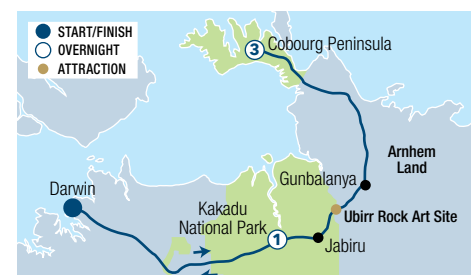 START/FINISH
OVERNIGHT
ATTRACTION
3
Cobourg Peninsula
Arnhem
Land
Gunbalanya
Darwin
Kakadu
National Park
Ubirr Rock Art Site
1
Jabiru